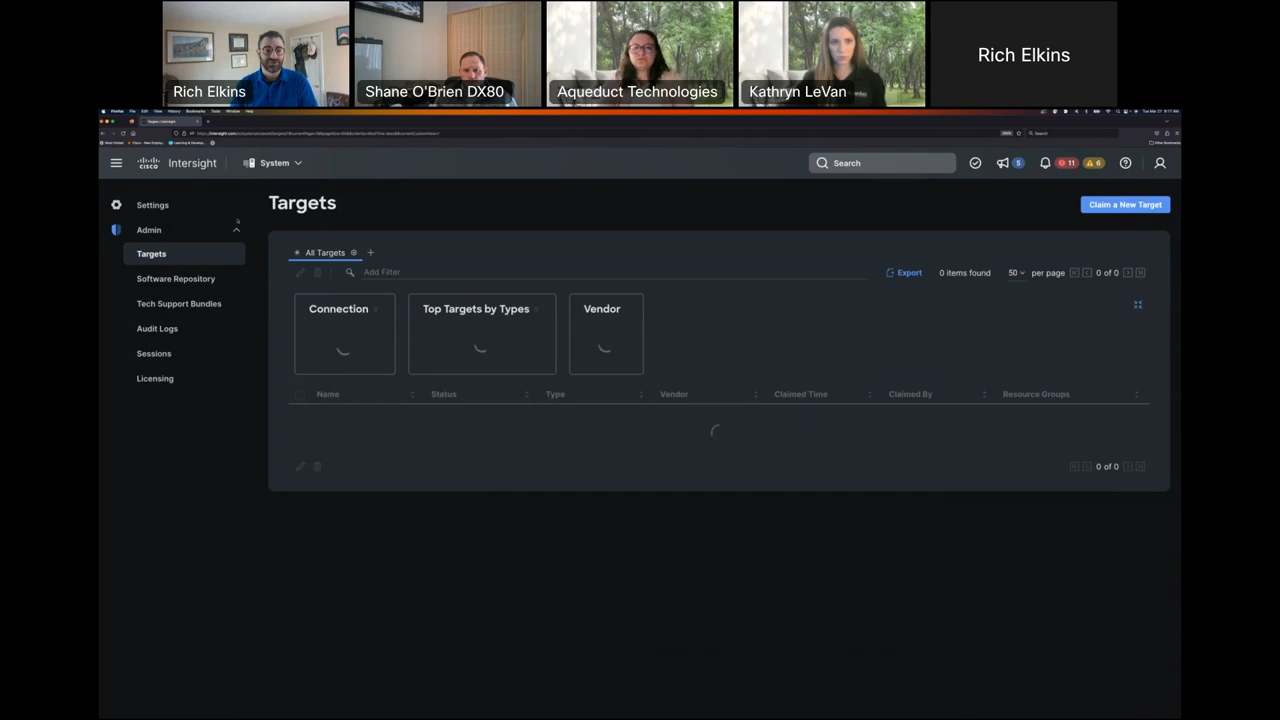 Rich Elkins
Shane O'Brien DX80
Aqueduct Technologies
Kathryn LeVan
Rich Elkins
CISCO Intersight System Search 5 11 6
Settings
Admin
Targets
Software Repository
Tech Support Bundles
Audit Logs
Sessions
Licensing
Targets
Claim a New Target
All Targets
Add Filter Export 0 items found 50 per page 0 of 0
Connection Top Targets by Types Vendor
Name Status Type Vendor Claimed Time Claimed By Resource Groups
0 of 0